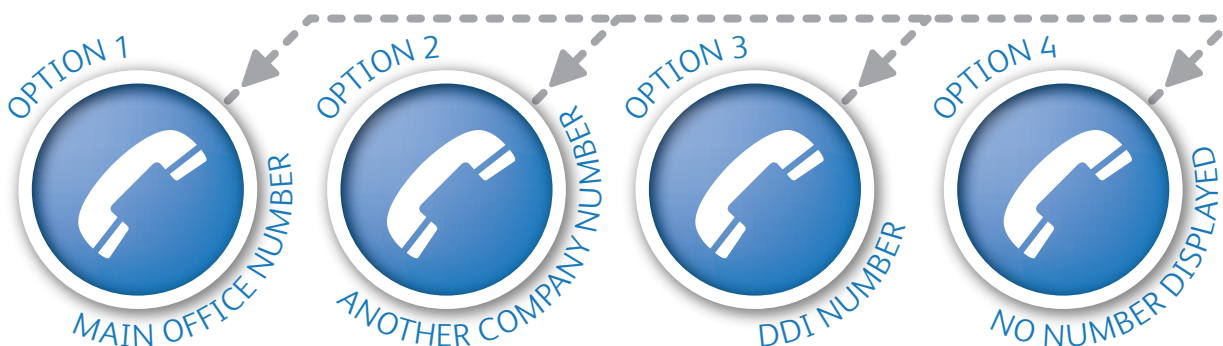 OPTION 1
MAIN OFFICE NUMBER
OPTION 2
ANOTHER COMPANY NUMBER
OPTION 3
DDI NUMBER
OPTION 4
NO NUMBER DISPLAYED